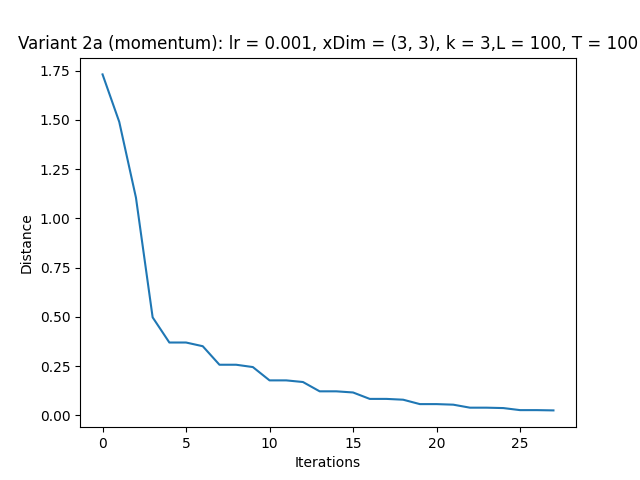 Variant 2a (momentum): lr = 0.001, xDim = (3, 3), k = 3,L = 100, T = 100
1.75
1.50
1.25
1.00
0.75
0.50
0.25
0.00
Distance
0 5 10 15 20 25
Iterations